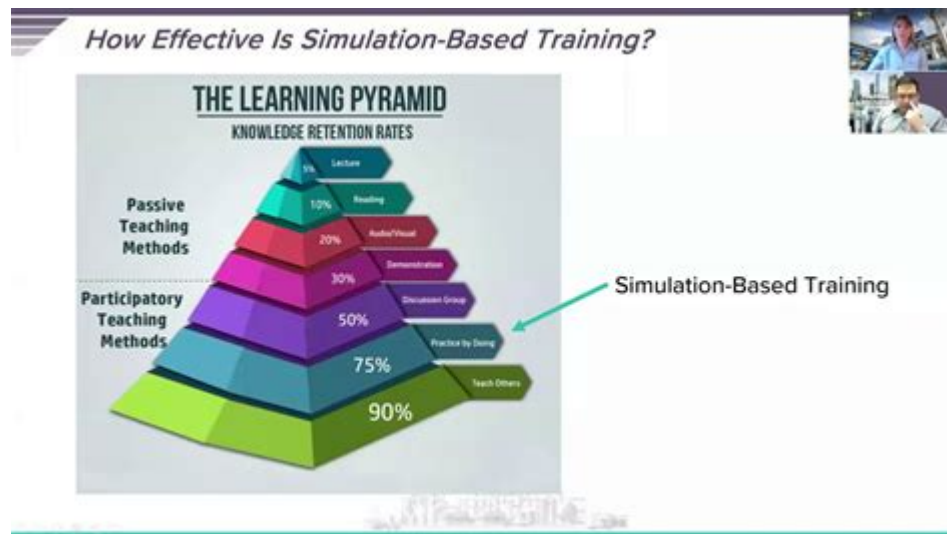 How Effective Is Simulation-Based Training?
THE LEARNING PYRAMID
KNOWLEDGE RETENTION RATES
Passive
Teaching
Methods
Participatory
Teaching
Methods
5%
Lecture
10%
Reading
20%
Audio/Visual
30%
Demonstration
50%
Discussion Group
75%
Practice by Doing
90%
Teach Others
Simulation-Based Training